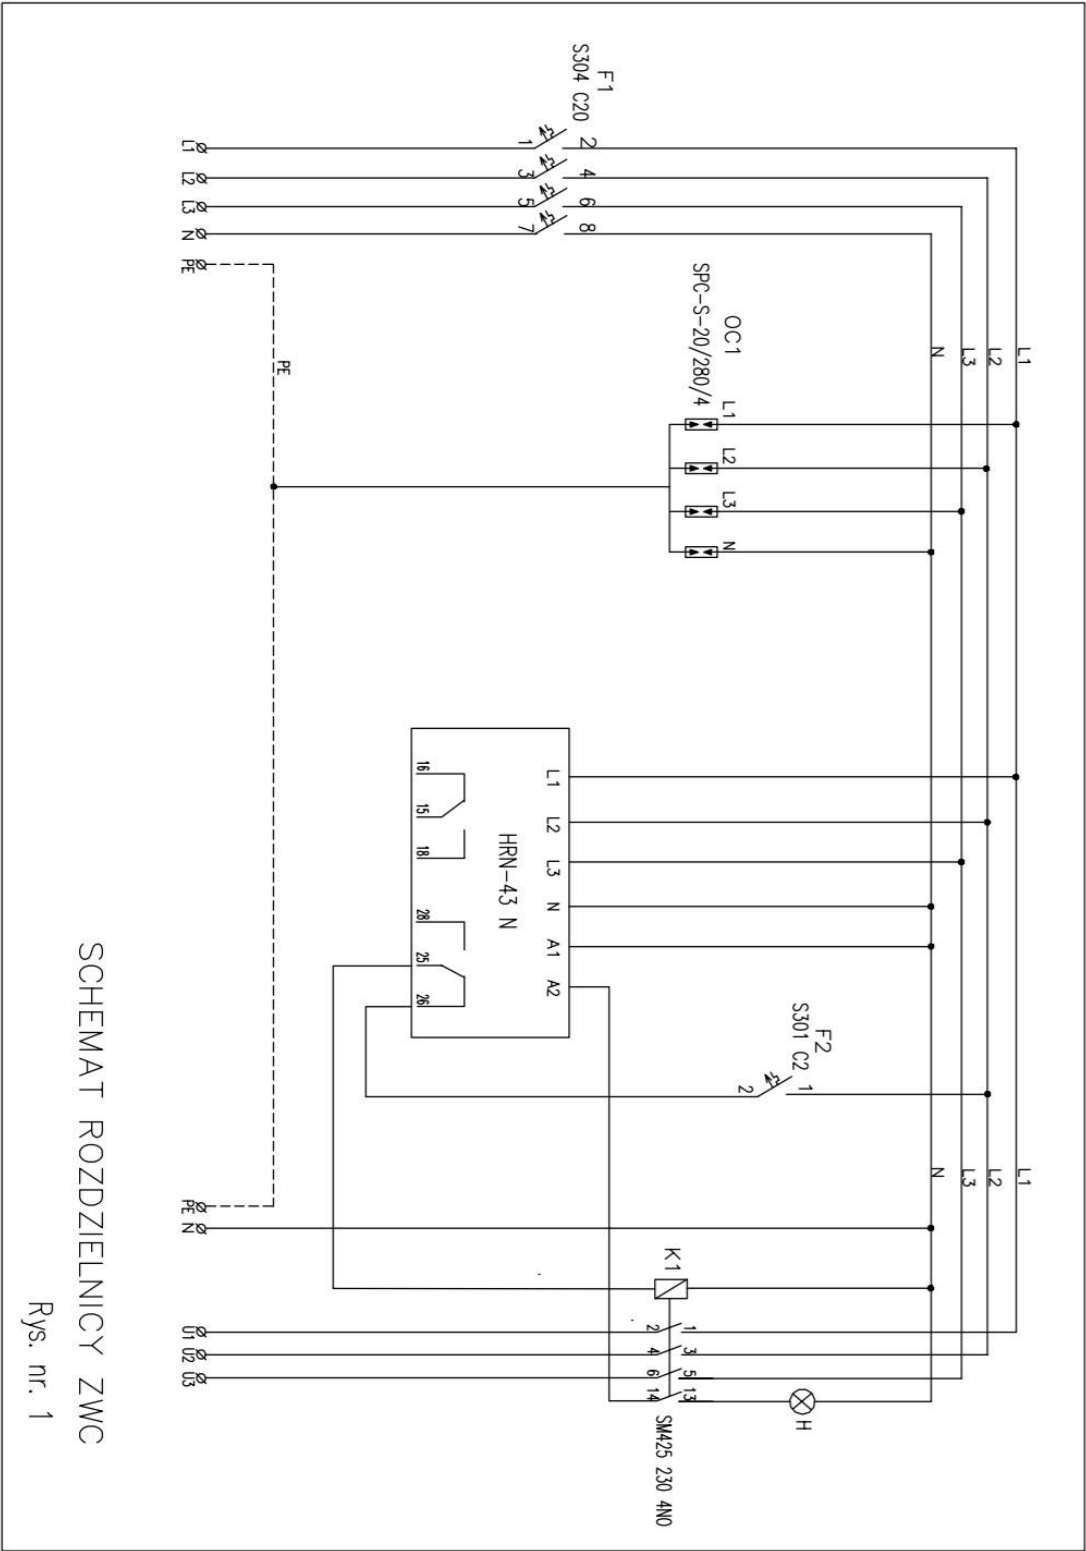 F1
S304 C20
L1
L2
L3
N
PE
1
3
5
7
2
4
6
8
L1
L2
L3
N
PE
OC1
SPC-S-20/280/4
L1
L2
L3
N
HRN-43 N
L1
L2
L3
N
A1
A2
16
15
18
28
25
26
F2
S301 C2
1
2
L1
L2
L3
N
PE
N
K1
1
2
3
4
5
6
13
14
H
SM425 230 4NO
U1
U2
U3
SCHEMAT ROZDZIELNICY ZWC
Rys. nr. 1